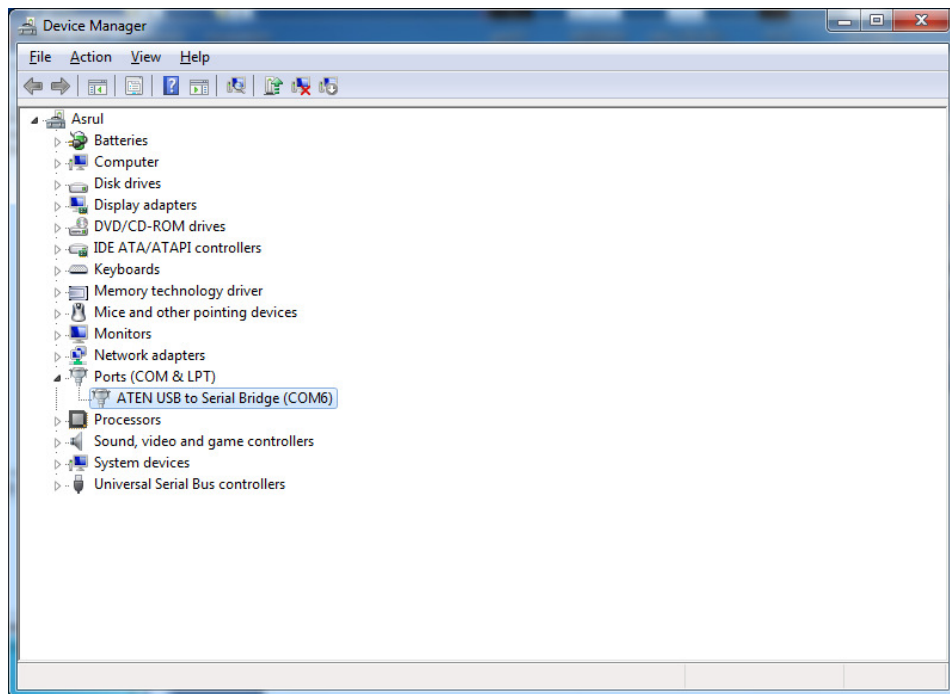 Device Manager
File Action View Help
Asrul
Batteries
Computer
Disk drives
Display adapters
DVD/CD-ROM drives
IDE ATA/ATAPI controllers
Keyboards
Memory technology driver
Mice and other pointing devices
Monitors
Network adapters
Ports (COM & LPT)
ATEN USB to Serial Bridge (COM6)
Processors
Sound, video and game controllers
System devices
Universal Serial Bus controllers